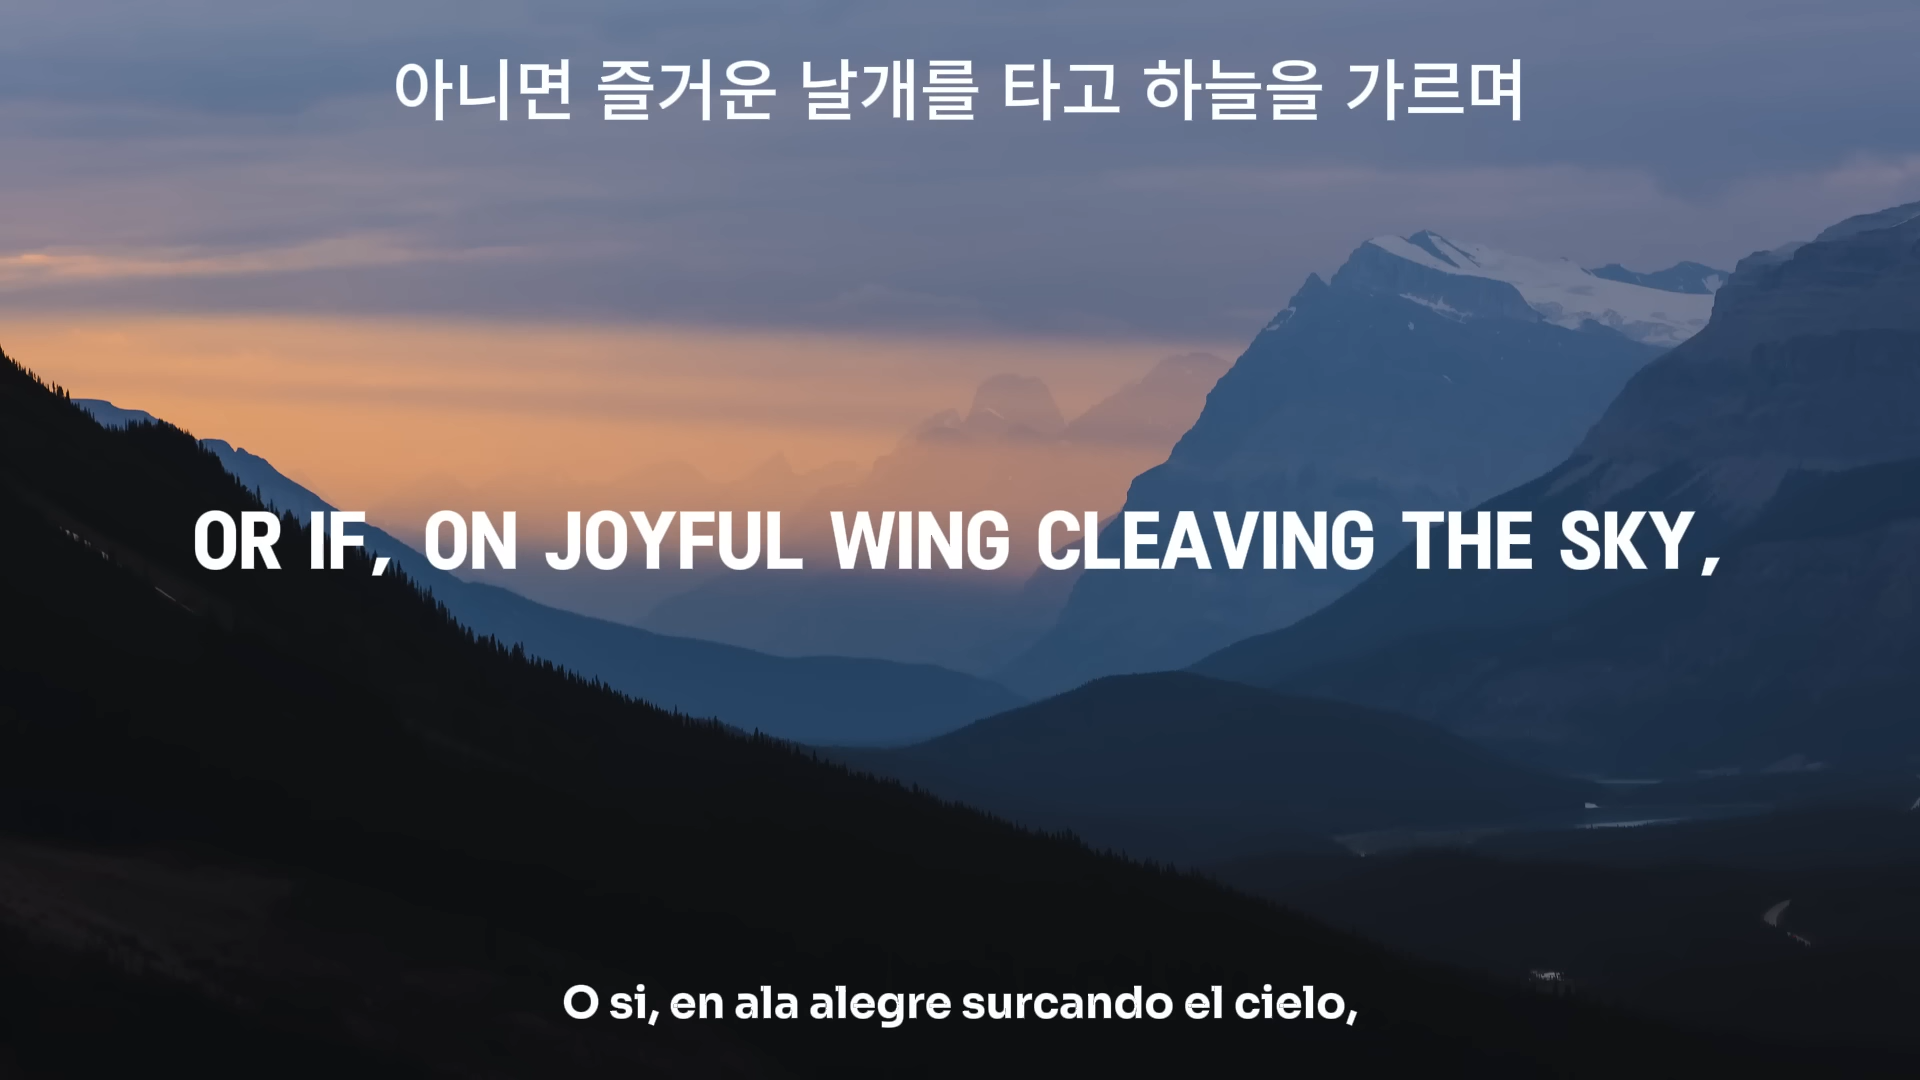 아니면 즐거운 날개를 타고 하늘을 가르며
OR IF, ON JOYFUL WING CLEAVING THE SKY,
O si, en ala alegre surcando el cielo,